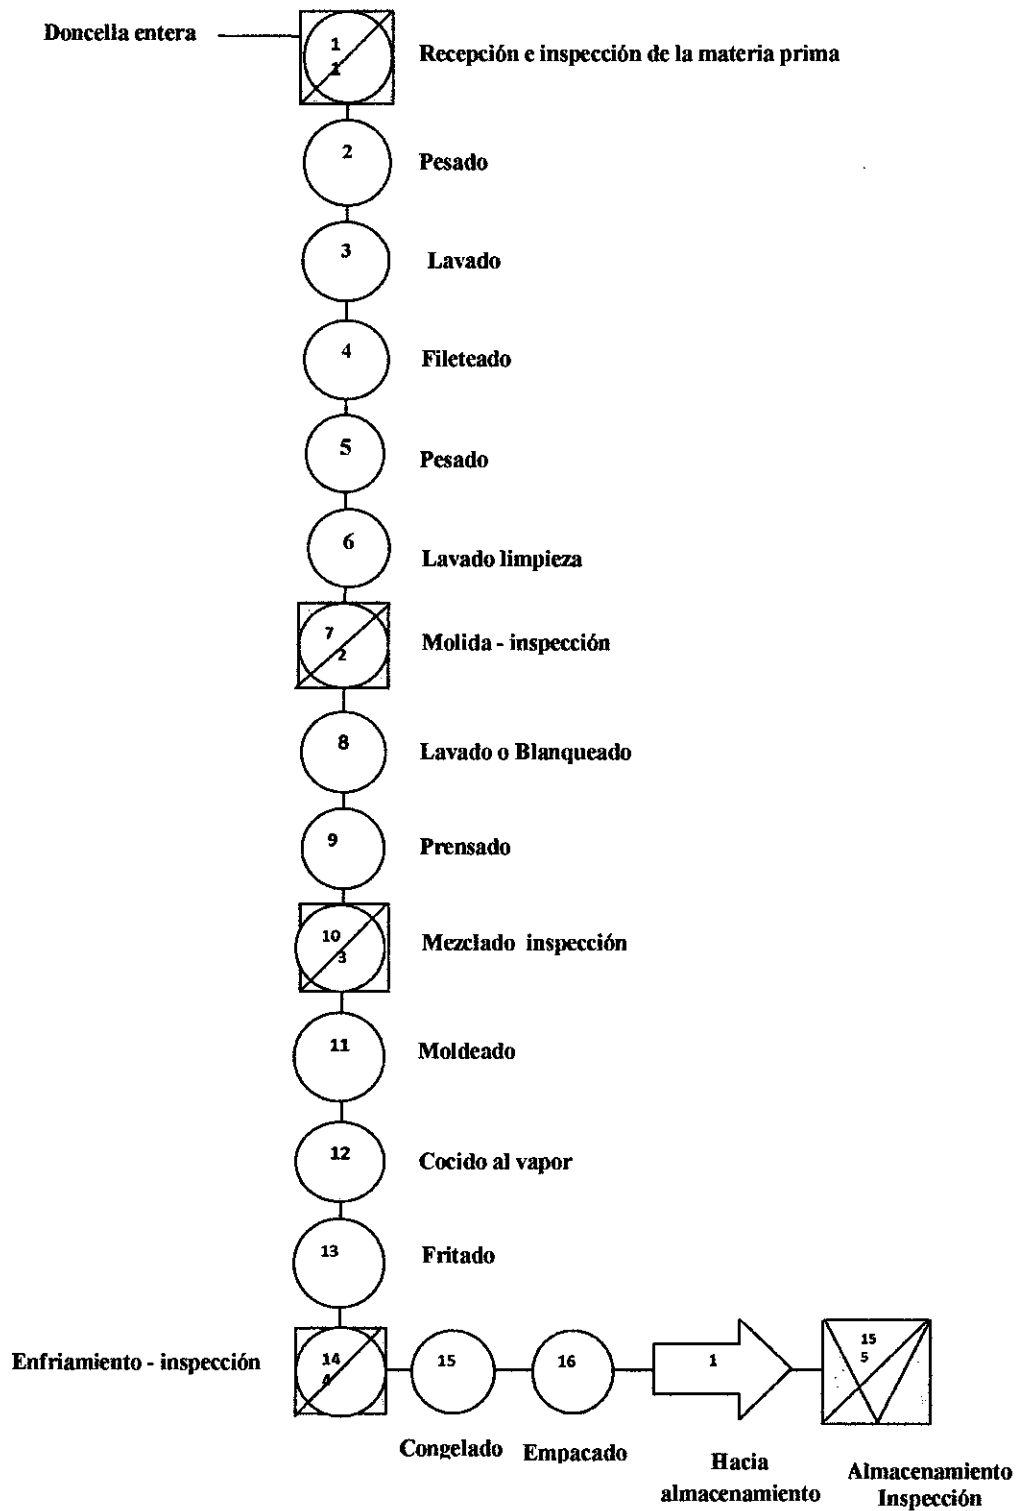 Doncella entera
1
1
Recepción e inspección de la materia prima
2
Pesado
3
Lavado
4
Fileteado
5
Pesado
6
Lavado limpieza
7
2
Molida - inspección
8
Lavado o Blanqueado
9
Prensado
10
3
Mezclado inspección
11
Moldeado
12
Cocido al vapor
13
Fritado
Enfriamiento - inspección
14
4
15
16
1
15
5
Congelado
Empacado
Hacia
almacenamiento
Almacenamiento
Inspección